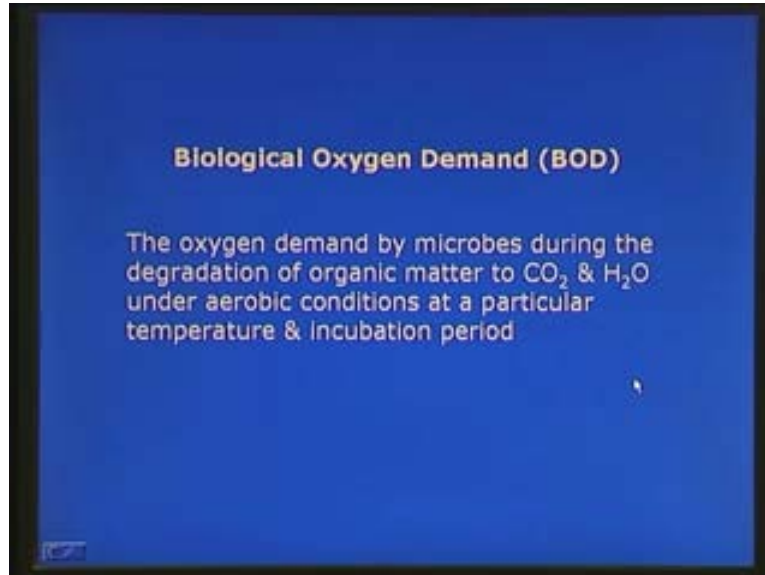 Biological Oxygen Demand (BOD)
The oxygen demand by microbes during the
degradation of organic matter to CO₂ & H₂O
under aerobic conditions at a particular
temperature & incubation period